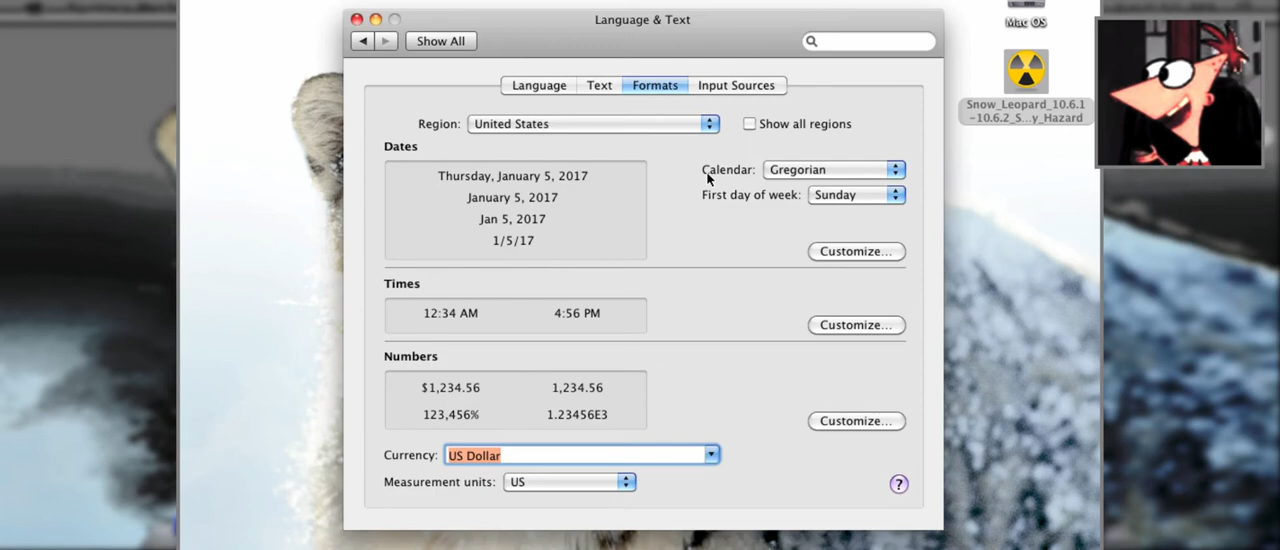 Language & Text
Show All
Language Text Formats Input Sources
Region: United States Show all regions
Dates
Thursday, January 5, 2017
January 5, 2017
Jan 5, 2017
1/5/17
Calendar: Gregorian
First day of week: Sunday
Customize...
Times
12:34 AM 4:56 PM
Customize...
Numbers
$1,234.56 1,234.56
123,456% 1.23456E3
Customize...
Currency: US Dollar
Measurement units: US
?
Mac OS
Snow_Leopard_10.6.1
-10.6.2_S...y_Hazard